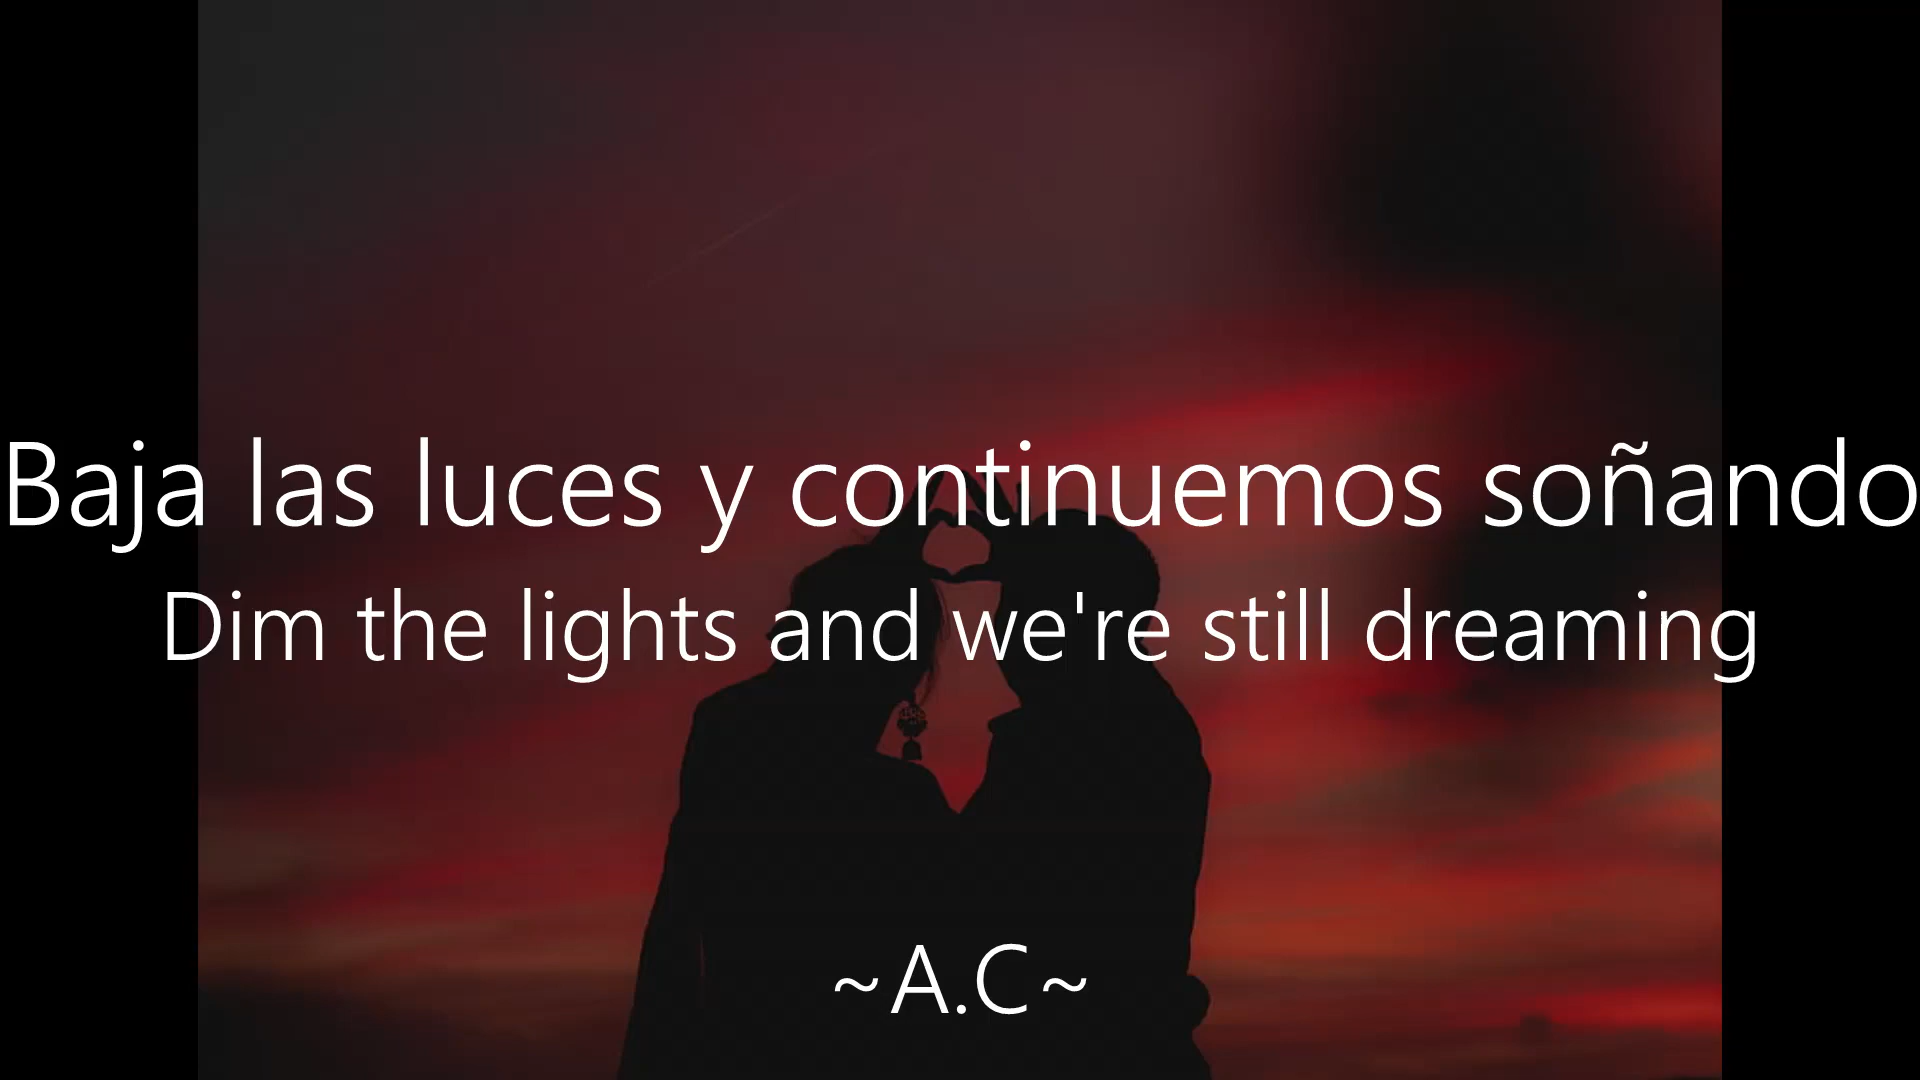 Baja las luces y continuemos soñando
Dim the lights and we're still dreaming
~A.C~